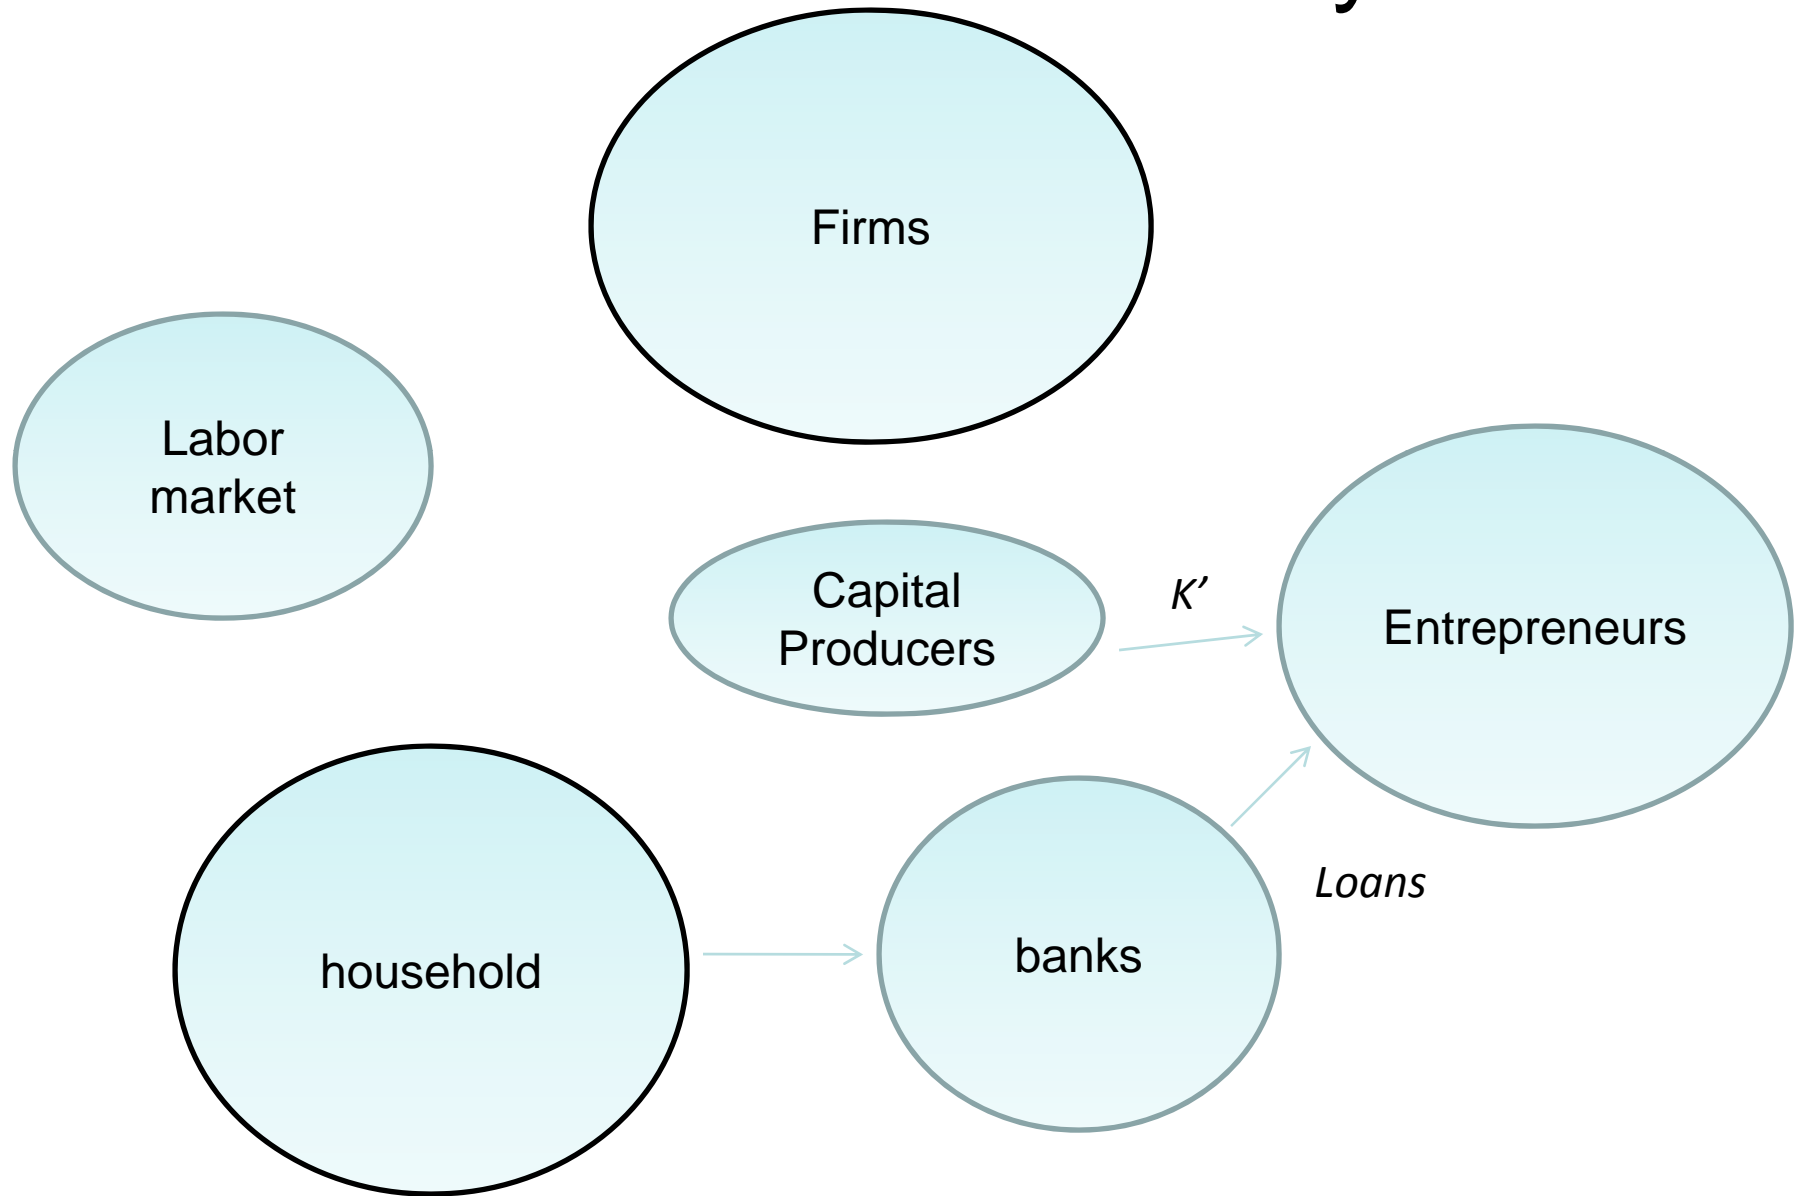 Firms
Labor
market
Capital
Producers
K’
Entrepreneurs
Loans
household
banks